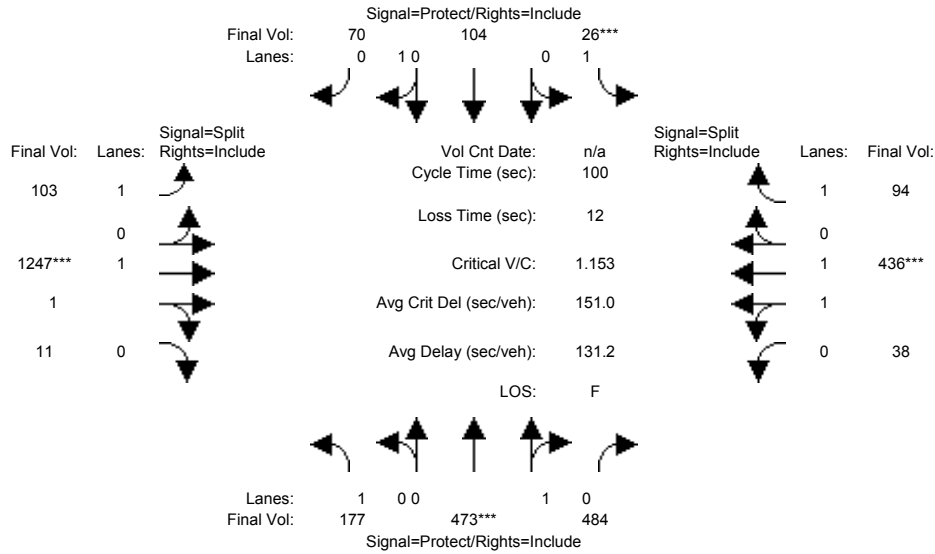 Signal=Protect/Rights=Include
Final Vol: 70 104 26***
Lanes: 0 1 0 0 1
Signal=Split Signal=Split
Final Vol: Lanes: Rights=Include Vol Cnt Date: n/a Rights=Include Lanes: Final Vol:
Cycle Time (sec): 100
103 1 1 94
Loss Time (sec): 12
0 0
1247*** 1 Critical V/C: 1.153 1 436***
1 Avg Crit Del (sec/veh): 151.0 1
11 0 Avg Delay (sec/veh): 131.2 0 38
LOS: F
Lanes: 1 0 0 1 0
Final Vol: 177 473*** 484
Signal=Protect/Rights=Include